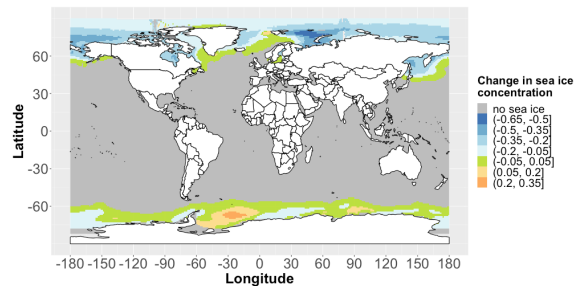 Change in sea ice
concentration
no sea ice
(-0.65, -0.5]
(-0.5, -0.35]
(-0.35, -0.2]
(-0.2, -0.05]
(-0.05, 0.05]
(0.05, 0.2]
(0.2, 0.35]
Latitude
60
30
0
-30
-60
-180 -150 -120 -90 -60 -30 0 30 60 90 120 150 180
Longitude